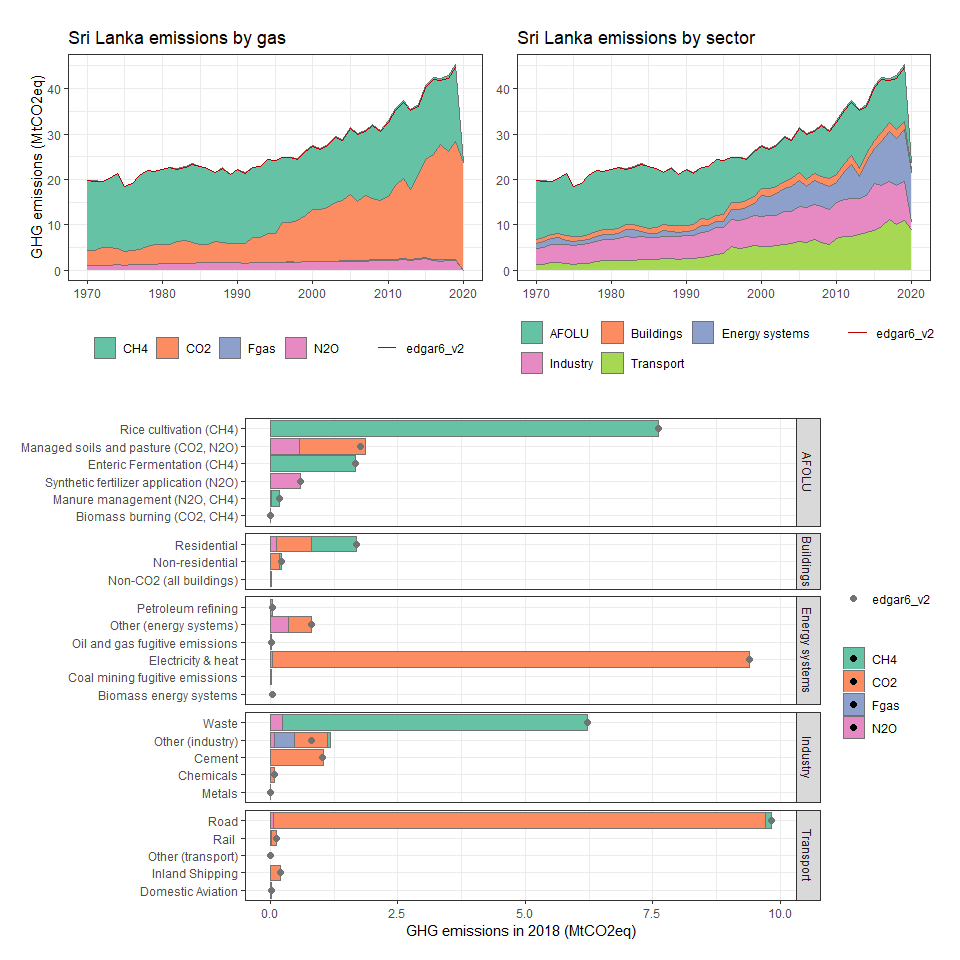 Sri Lanka emissions by gas
Sri Lanka emissions by sector
GHG emissions (MtCO2eq)
40
30
20
10
0
1970
1980
1990
2000
2010
2020
40
30
20
10
0
1970
1980
1990
2000
2010
2020
CH4
CO2
Fgas
N2O
edgar6_v2
AFOLU
Buildings
Energy systems
edgar6_v2
Industry
Transport
Rice cultivation (CH4)
Managed soils and pasture (CO2, N2O)
Enteric Fermentation (CH4)
Synthetic fertilizer application (N2O)
Manure management (N2O, CH4)
Biomass burning (CO2, CH4)
AFOLU
Residential
Non-residential
Non-CO2 (all buildings)
Buildings
Petroleum refining
Other (energy systems)
Oil and gas fugitive emissions
Electricity & heat
Coal mining fugitive emissions
Biomass energy systems
Energy systems
Waste
Other (industry)
Cement
Chemicals
Metals
Industry
Road
Rail
Other (transport)
Inland Shipping
Domestic Aviation
Transport
0.0
2.5
5.0
7.5
10.0
GHG emissions in 2018 (MtCO2eq)
edgar6_v2
CH4
CO2
Fgas
N2O